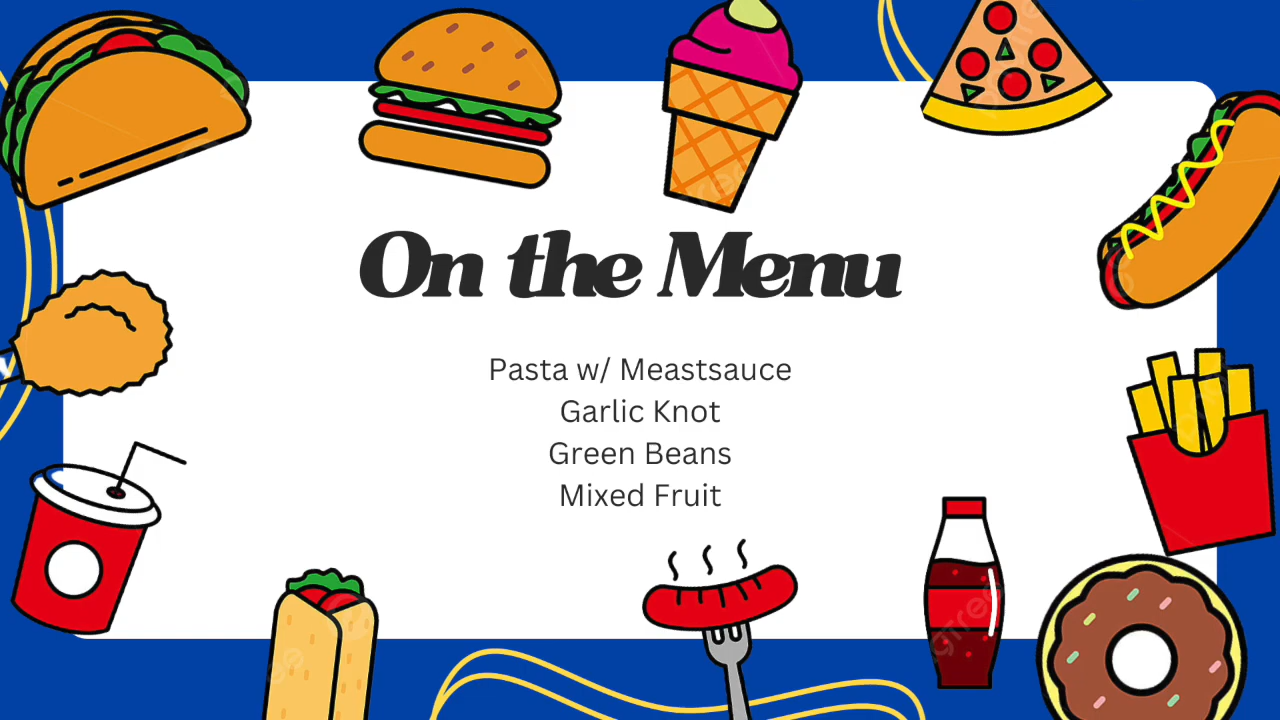 On the Menu
Pasta w/ Meastsauce
Garlic Knot
Green Beans
Mixed Fruit